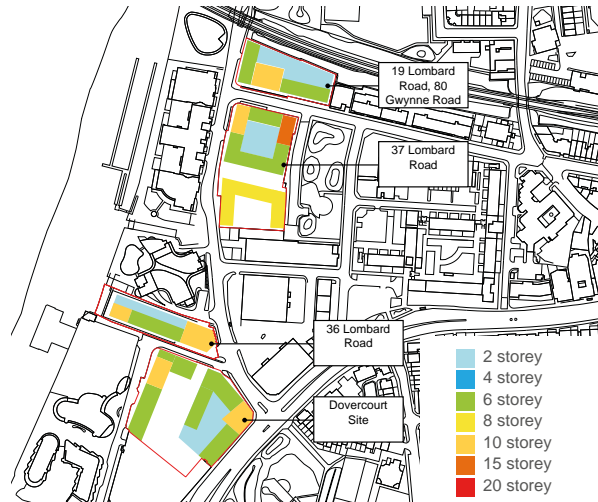 19 Lombard
Road, 80
Gwynne Road
37 Lombard
Road
36 Lombard
Road
Dovercourt
Site
2 storey
4 storey
6 storey
8 storey
10 storey
15 storey
20 storey